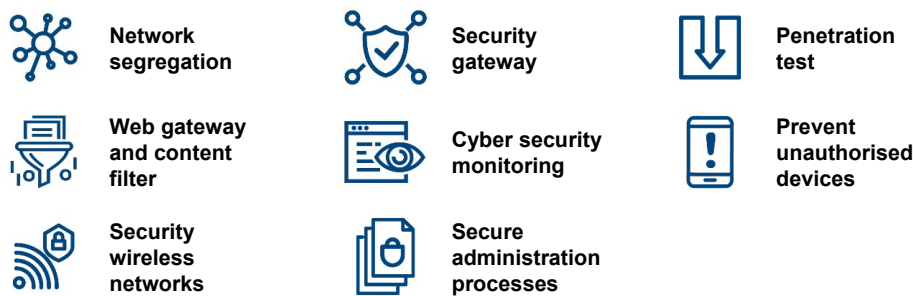 Network
segregation
Security
gateway
Penetration
test
Web gateway
and content
filter
Cyber security
monitoring
Prevent
unauthorised
devices
Security
wireless
networks
Secure
administration
processes